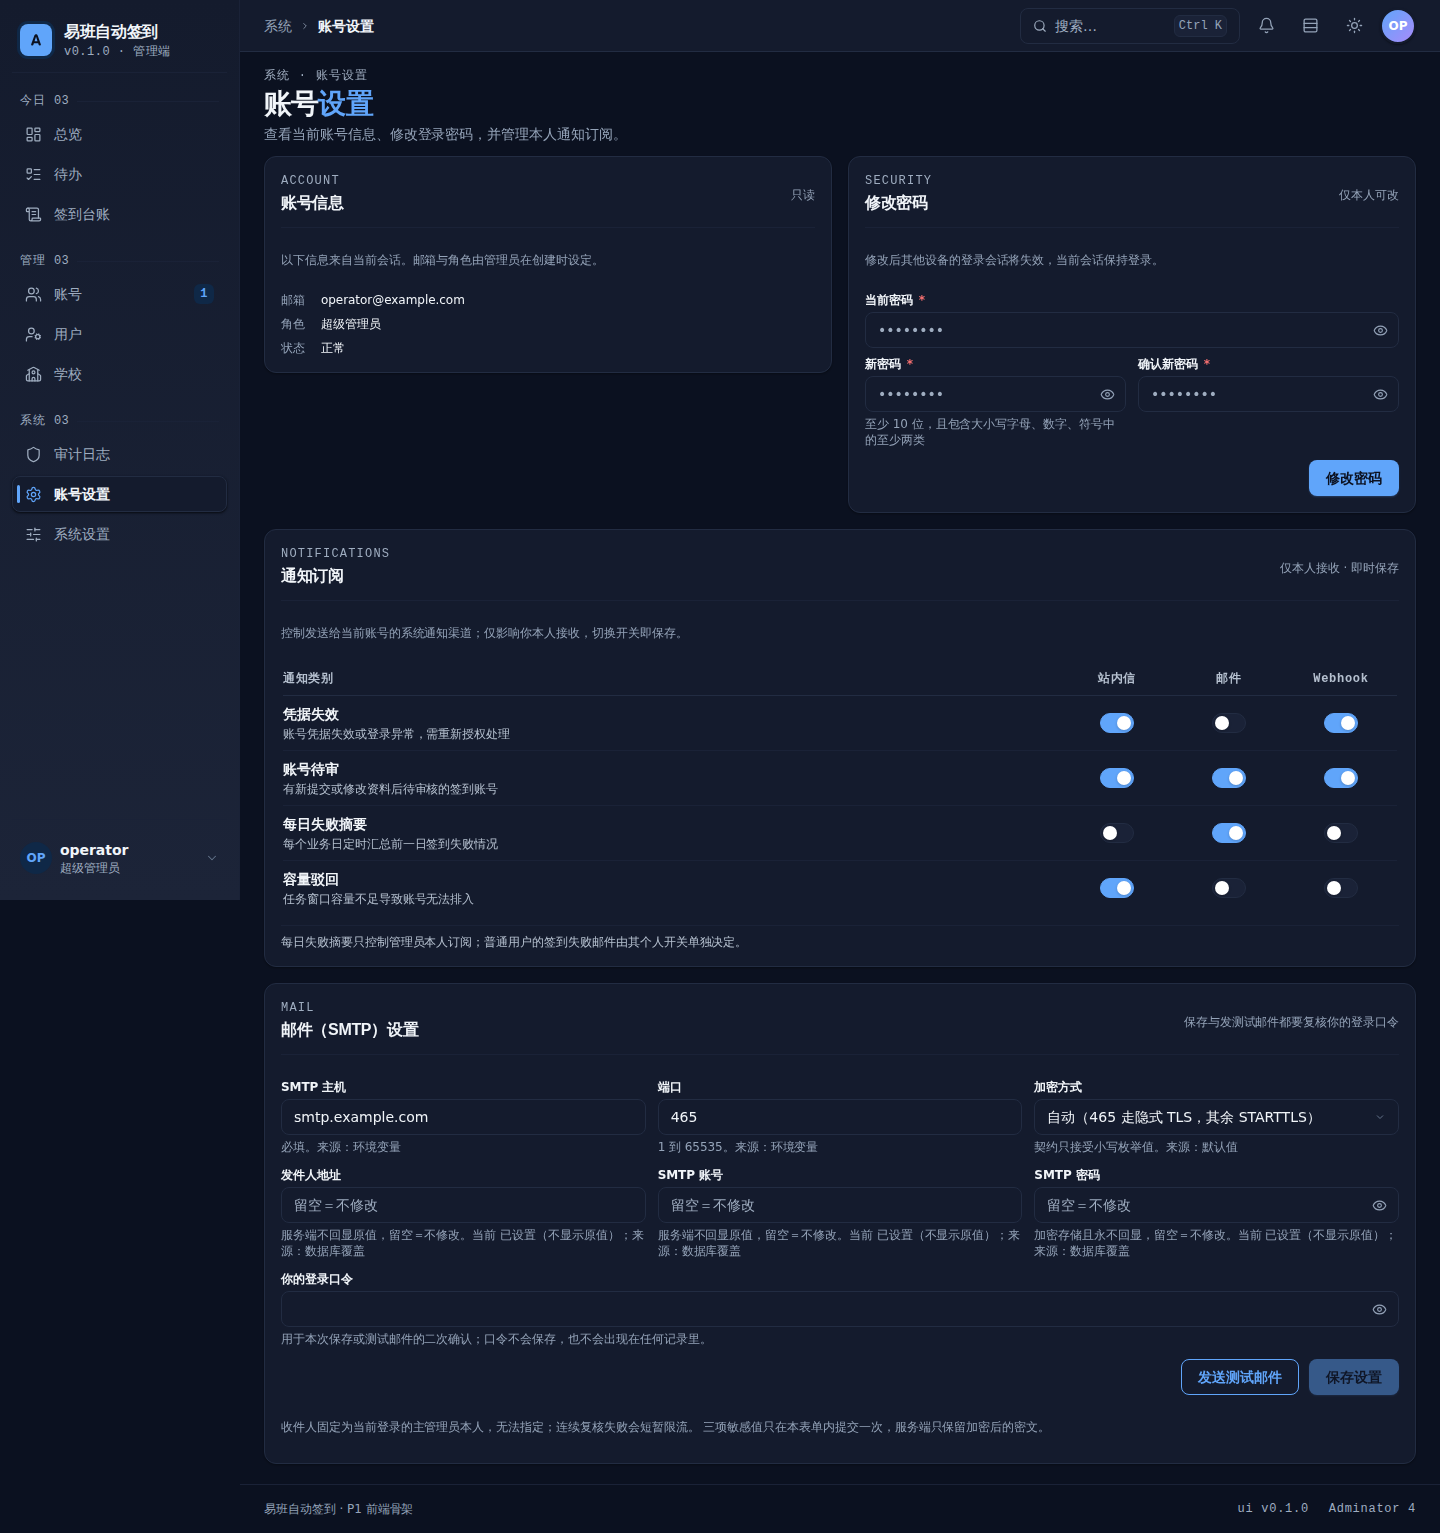 易班自动签到
v0.1.0 · 管理端
今日 03
总览
待办
签到台账
管理 03
账号 1
用户
学校
系统 03
审计日志
账号设置
系统设置
OP operator
超级管理员
系统 › 账号设置
搜索… Ctrl K
OP
系统 · 账号设置
账号设置
查看当前账号信息、修改登录密码，并管理本人通知订阅。
ACCOUNT
账号信息
只读
以下信息来自当前会话。邮箱与角色由管理员在创建时设定。
邮箱 operator@example.com
角色 超级管理员
状态 正常
SECURITY
修改密码
仅本人可改
修改后其他设备的登录会话将失效，当前会话保持登录。
当前密码 *
••••••••
新密码 * 确认新密码 *
•••••••• ••••••••
至少 10 位，且包含大小写字母、数字、符号中
的至少两类
修改密码
NOTIFICATIONS
通知订阅
仅本人接收 · 即时保存
控制发送给当前账号的系统通知渠道；仅影响你本人接收，切换开关即保存。
通知类别 站内信 邮件 Webhook
凭据失效
账号凭据失效或登录异常，需重新授权处理
账号待审
有新提交或修改资料后待审核的签到账号
每日失败摘要
每个业务日定时汇总前一日签到失败情况
容量驳回
任务窗口容量不足导致账号无法排入
每日失败摘要只控制管理员本人订阅；普通用户的签到失败邮件由其个人开关单独决定。
MAIL
邮件（SMTP）设置
保存与发测试邮件都要复核你的登录口令
SMTP 主机 端口 加密方式
smtp.example.com 465 自动（465 走隐式 TLS，其余 STARTTLS）
必填。来源：环境变量 1 到 65535。来源：环境变量 契约只接受小写枚举值。来源：默认值
发件人地址 SMTP 账号 SMTP 密码
留空＝不修改 留空＝不修改 留空＝不修改
服务端不回显原值，留空＝不修改。当前 已设置（不显示原值）；来
源：数据库覆盖
服务端不回显原值，留空＝不修改。当前 已设置（不显示原值）；来
源：数据库覆盖
加密存储且永不回显，留空＝不修改。当前 已设置（不显示原值）；
来源：数据库覆盖
你的登录口令
用于本次保存或测试邮件的二次确认；口令不会保存，也不会出现在任何记录里。
发送测试邮件 保存设置
收件人固定为当前登录的主管理员本人，无法指定；连续复核失败会短暂限流。 三项敏感值只在本表单内提交一次，服务端只保留加密后的密文。
易班自动签到 · P1 前端骨架
ui v0.1.0 Adminator 4